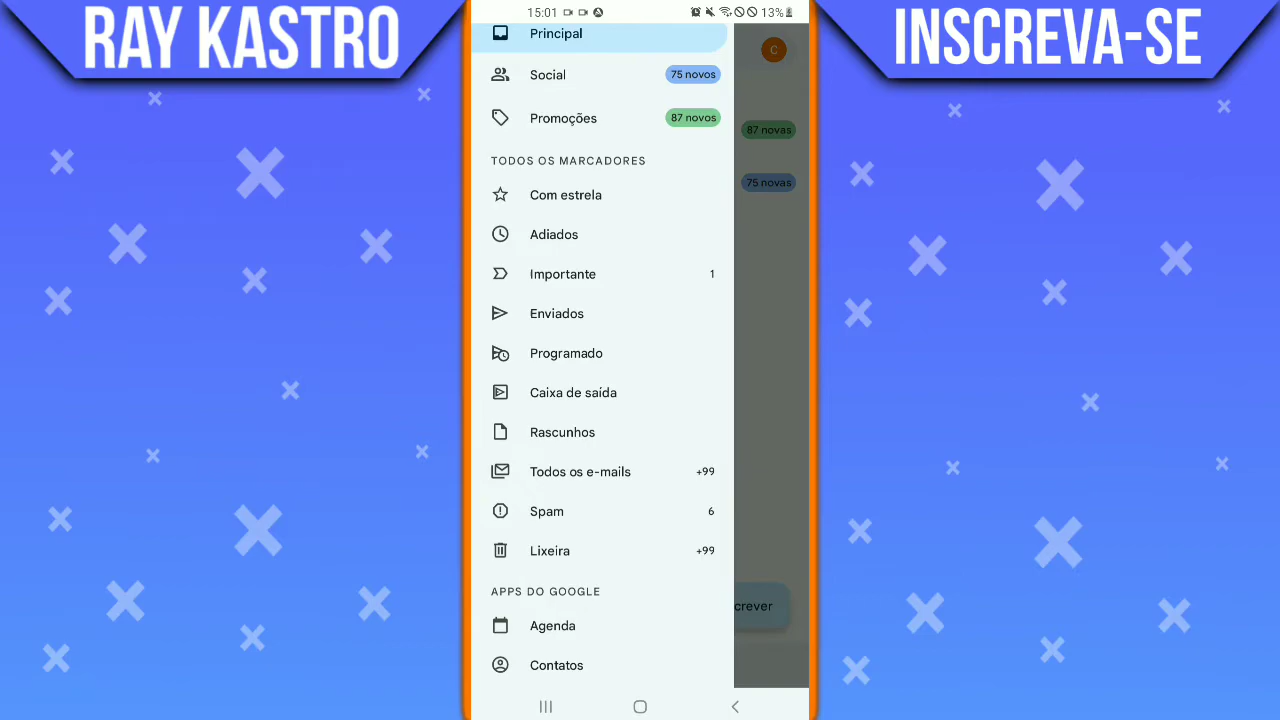 RAY KASTRO
INSCREVA-SE
15:01
13%
Principal
C
Social
75 novos
Promoções
87 novos
87 novas
TODOS OS MARCADORES
75 novas
Com estrela
Adiados
Importante
1
Enviados
Programado
Caixa de saída
Rascunhos
Todos os e-mails
+99
Spam
6
Lixeira
+99
APES DO GOOGLE
crever
Agenda
Contatos